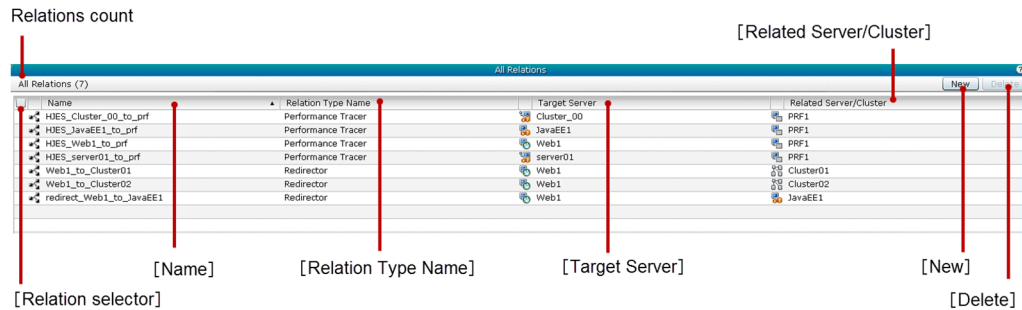 Relations count
[Related Server/Cluster]
All Relations
?
All Relations (7)
New
Delete
Name ▲ Relation Type Name Target Server Related Server/Cluster
HJES_Cluster_00_to_prf Performance Tracer Cluster_00 PRF1
HJES_JavaEE1_to_prf Performance Tracer JavaEE1 PRF1
HJES_Web1_to_prf Performance Tracer Web1 PRF1
HJES_server01_to_prf Performance Tracer server01 PRF1
Web1_to_Cluster01 Redirector Web1 Cluster01
Web1_to_Cluster02 Redirector Web1 Cluster02
redirect_Web1_to_JavaEE1 Redirector Web1 JavaEE1
[Name]
[Relation Type Name]
[Target Server]
[New]
[Relation selector]
[Delete]